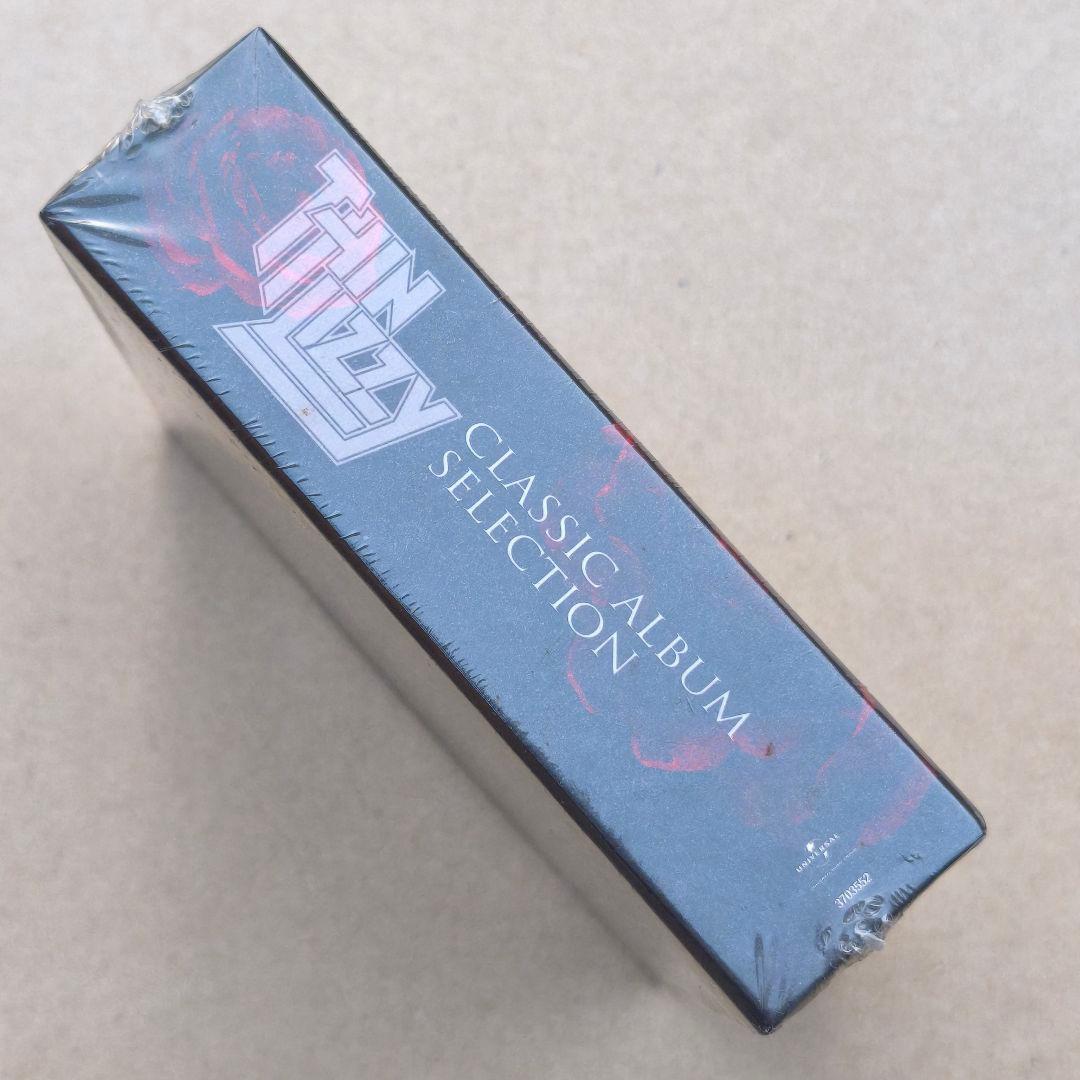 THIN
LIZZY
CLASSIC ALBUM
SELECTION
UNIVERSAL
3703552